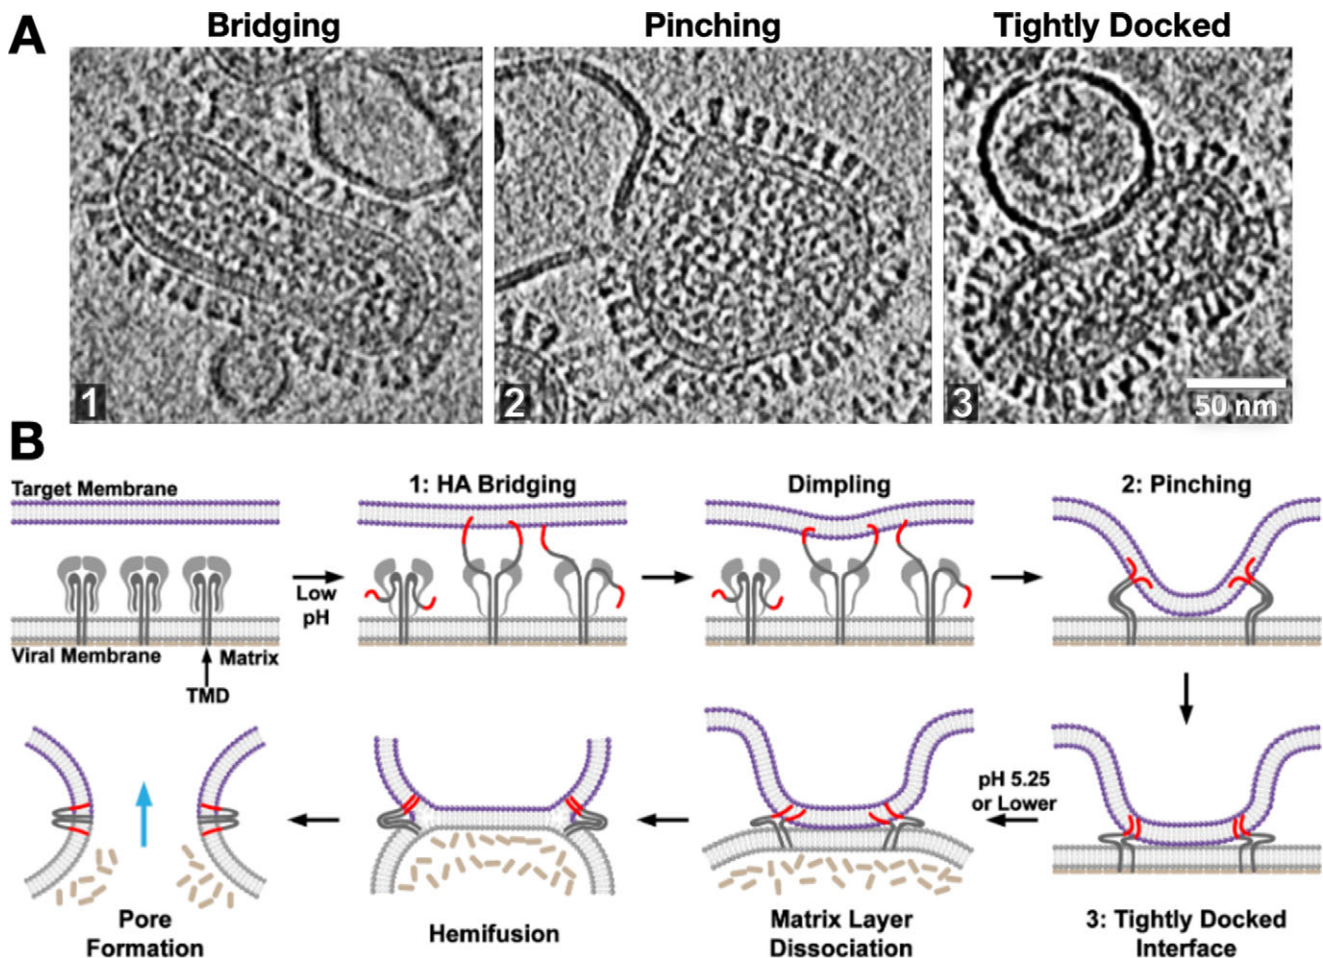 A
Bridging
Pinching
Tightly Docked
1
2
3
50 nm
B
Target Membrane
Viral Membrane
Matrix
TMD
Low
pH
1: HA Bridging
Dimpling
2: Pinching
pH 5.25
or Lower
3: Tightly Docked
Interface
Matrix Layer
Dissociation
Hemifusion
Pore
Formation